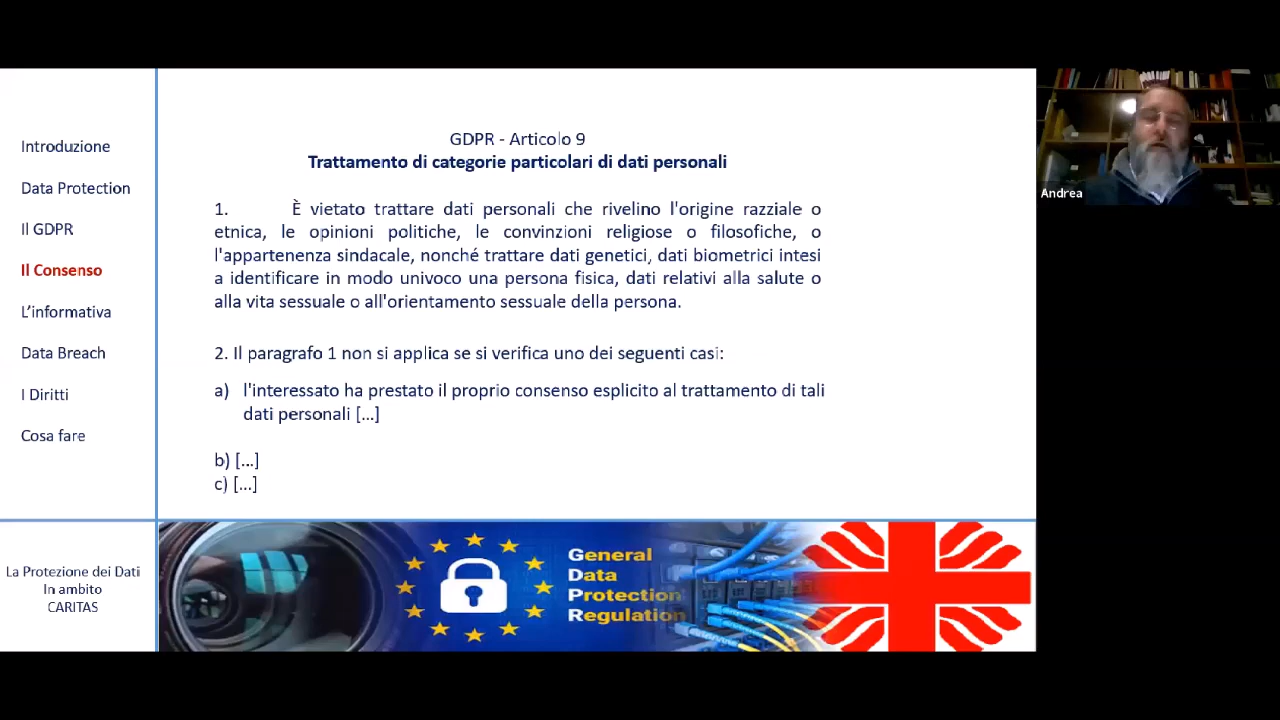 Introduzione
Data Protection
Il GDPR
Il Consenso
L'informativa
Data Breach
I Diritti
Cosa fare
La Protezione dei Dati
In ambito
CARITAS
GDPR - Articolo 9
Trattamento di categorie particolari di dati personali
1. È vietato trattare dati personali che rivelino l'origine razziale o
etnica, le opinioni politiche, le convinzioni religiose o filosofiche, o
l'appartenenza sindacale, nonché trattare dati genetici, dati biometrici intesi
a identificare in modo univoco una persona fisica, dati relativi alla salute o
alla vita sessuale o all'orientamento sessuale della persona.
2. Il paragrafo 1 non si applica se si verifica uno dei seguenti casi:
a) l'interessato ha prestato il proprio consenso esplicito al trattamento di tali
dati personali [...]
b) [...]
c) [...]
General
Data
Protection
Regulation
Andrea